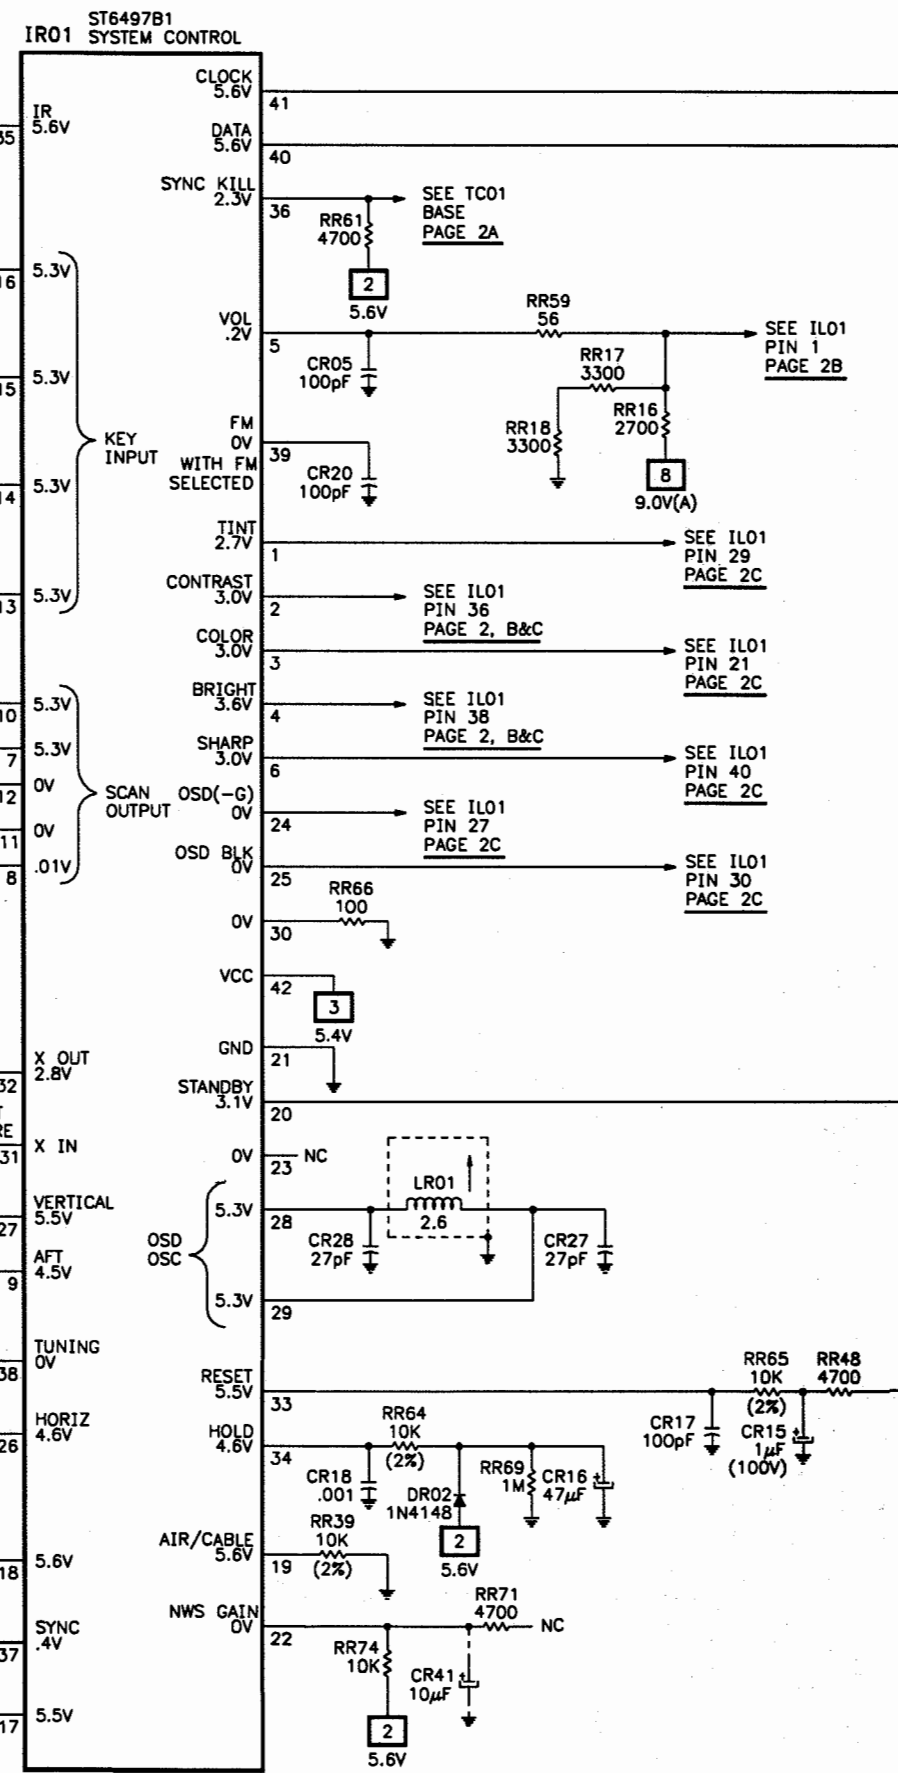 ST6497B1
IR01 SYSTEM CONTROL
CLOCK
5.6V
41
IR
5.6V
35
DATA
5.6V
40
SYNC KILL
2.3V
36
SEE TC01
BASE
PAGE 2A
RR61
4700
2
5.6V
16
5.3V
VOL
.2V
5
RR59
56
SEE IL01
PIN 1
PAGE 2B
CR05
100pF
RR17
3300
RR18
3300
RR16
2700
8
9.0V(A)
15
5.3V
KEY
INPUT
FM
0V
39
WITH FM
SELECTED
CR20
100pF
14
5.3V
TINT
2.7V
1
SEE IL01
PIN 29
PAGE 2C
13
5.3V
CONTRAST
3.0V
2
SEE IL01
PIN 36
PAGE 2, B&C
COLOR
3.0V
3
SEE IL01
PIN 21
PAGE 2C
10
5.3V
BRIGHT
3.6V
4
SEE IL01
PIN 38
PAGE 2, B&C
7
5.3V
SHARP
3.0V
6
SEE IL01
PIN 40
PAGE 2C
12
0V
SCAN
OUTPUT
OSD(-G)
0V
24
SEE IL01
PIN 27
PAGE 2C
11
0V
8
.01V
OSD BLK
0V
25
SEE IL01
PIN 30
PAGE 2C
0V
30
RR66
100
VCC
42
3
5.4V
GND
21
X OUT
2.8V
32
STANDBY
3.1V
20
T
RE
31
X IN
0V
23
NC
VERTICAL
5.5V
27
OSD
OSC
5.3V
28
LR01
2.6
CR28
27pF
CR27
27pF
AFT
4.5V
9
5.3V
29
TUNING
0V
38
RESET
5.5V
33
RR65
10K
(2%)
RR48
4700
CR17
100pF
CR15
1µF
(100V)
+
HORIZ
4.6V
26
HOLD
4.6V
34
RR64
10K
(2%)
CR18
.001
DR02
1N4148
2
5.6V
RR69
1M
CR16
47µF
+
18
5.6V
AIR/CABLE
5.6V
19
RR39
10K
(2%)
SYNC
.4V
37
NWS GAIN
0V
22
RR71
4700
NC
RR74
10K
2
5.6V
CR41
10µF
+
17
5.5V